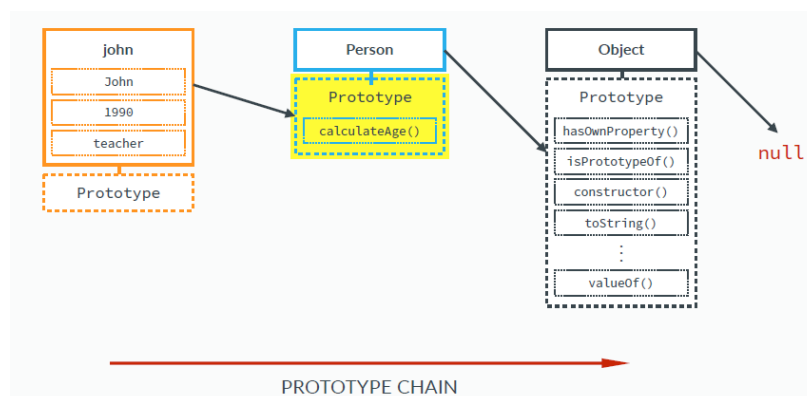 john
John
1990
teacher
Prototype
Person
Prototype
calculateAge()
Object
Prototype
hasOwnProperty()
isPrototypeOf()
constructor()
toString()
⋮
valueOf()
null
PROTOTYPE CHAIN